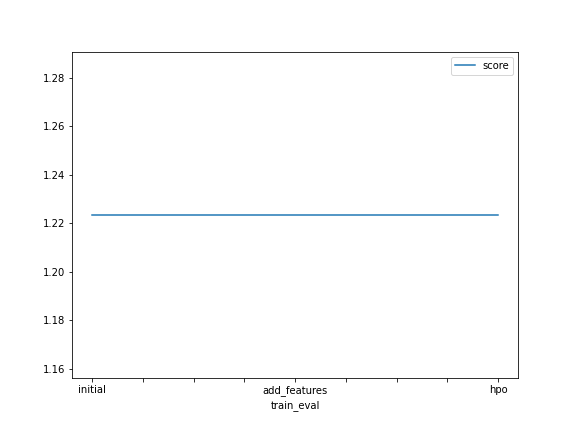 score
1.28
1.26
1.24
1.22
1.20
1.18
1.16
initial
add_features
hpo
train_eval